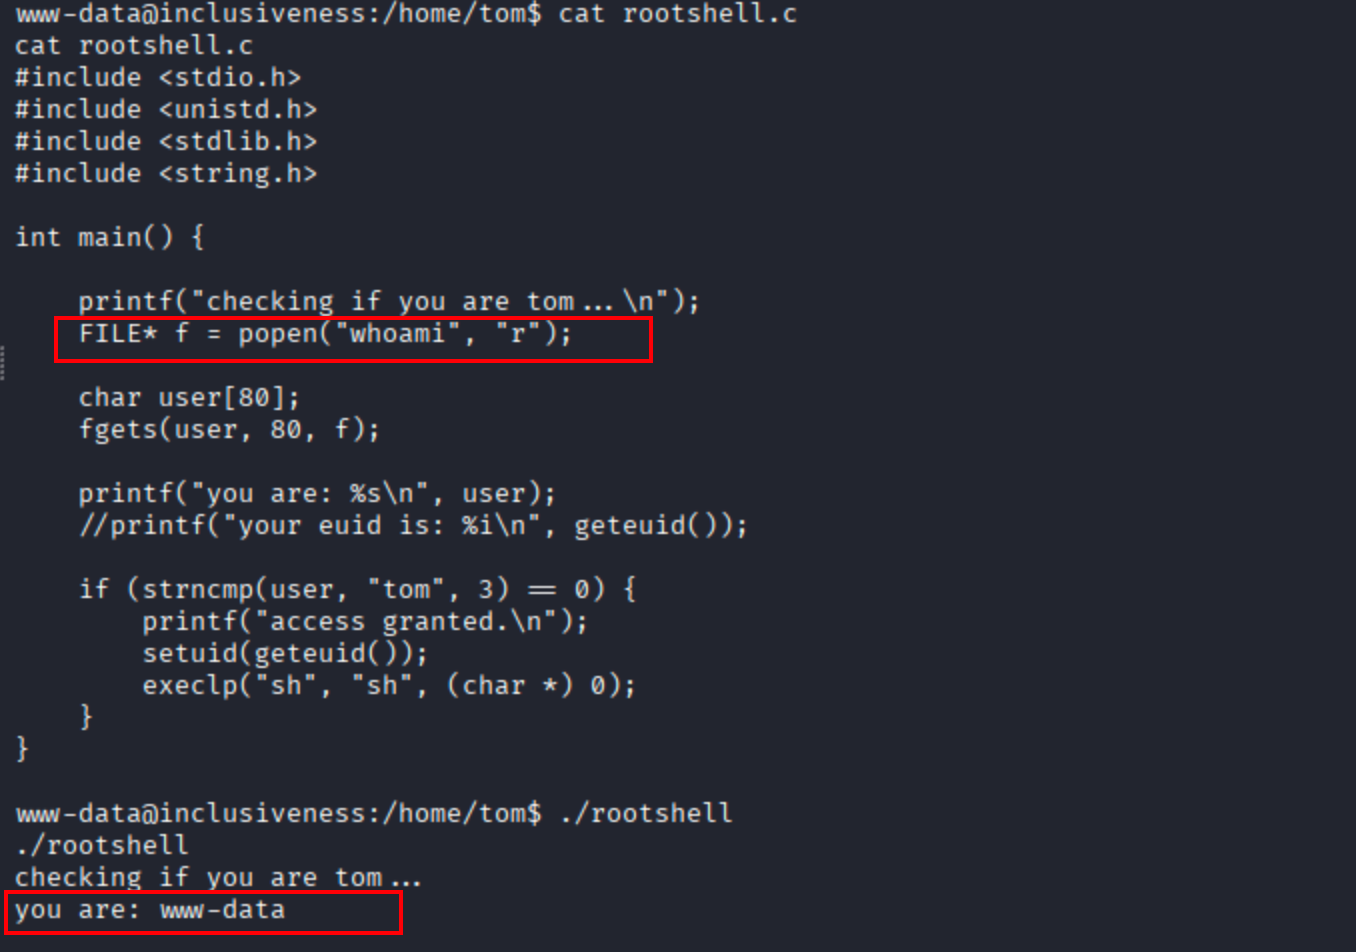 www-data@inclusiveness:/home/tom$ cat rootshell.c
cat rootshell.c
#include <stdio.h>
#include <unistd.h>
#include <stdlib.h>
#include <string.h>
int main() {
printf("checking if you are tom...\n");
FILE* f = popen("whoami", "r");
char user[80];
fgets(user, 80, f);
printf("you are: %s\n", user);
//printf("your euid is: %i\n", geteuid());
if (strncmp(user, "tom", 3) == 0) {
printf("access granted.\n");
setuid(geteuid());
execlp("sh", "sh", (char *) 0);
}
}
www-data@inclusiveness:/home/tom$ ./rootshell
./rootshell
checking if you are tom...
you are: www-data